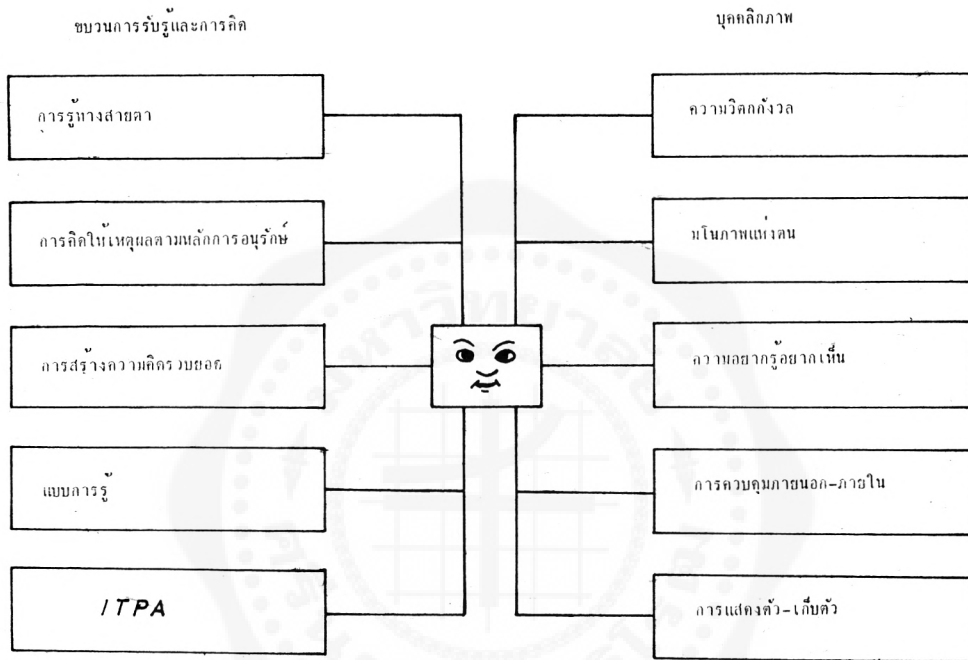 ขบวนการรับรู้และการคิด
บุคคลิกภาพ
การรู้ทางสายตา
ความวิตกกังวล
การคิดให้เหตุผลตามหลักการอนุรักษ์
มโนภาพแห่งตน
การสร้างความคิดรวบยอด
ความอยากรู้อยากเห็น
แบบการรู้
การควบคุมภายนอก-ภายใน
ITPA
การแสดงตัว-เก็บตัว